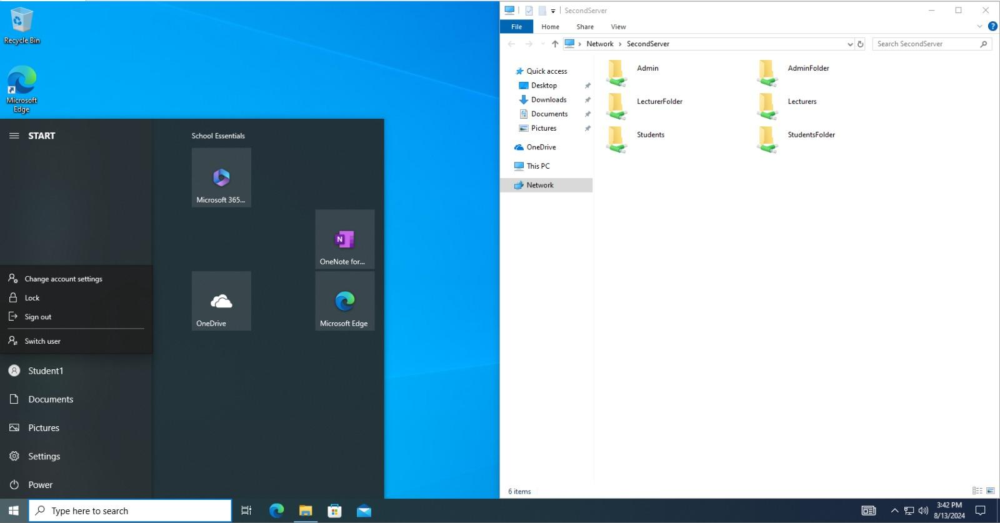 Recycle Bin
Microsoft
Edge
START
School Essentials
Microsoft 365...
N
OneNote for...
OneDrive
Microsoft Edge
Change account settings
Lock
Sign out
Switch user
Student1
Documents
Pictures
Settings
Power
SecondServer
File Home Share View
?
Network SecondServer
Search SecondServer
Quick access
Desktop
Downloads
Documents
Pictures
OneDrive
This PC
Network
Admin
AdminFolder
LecturerFolder
Lecturers
Students
StudentsFolder
6 items
Type here to search
3:42 PM
8/13/2024